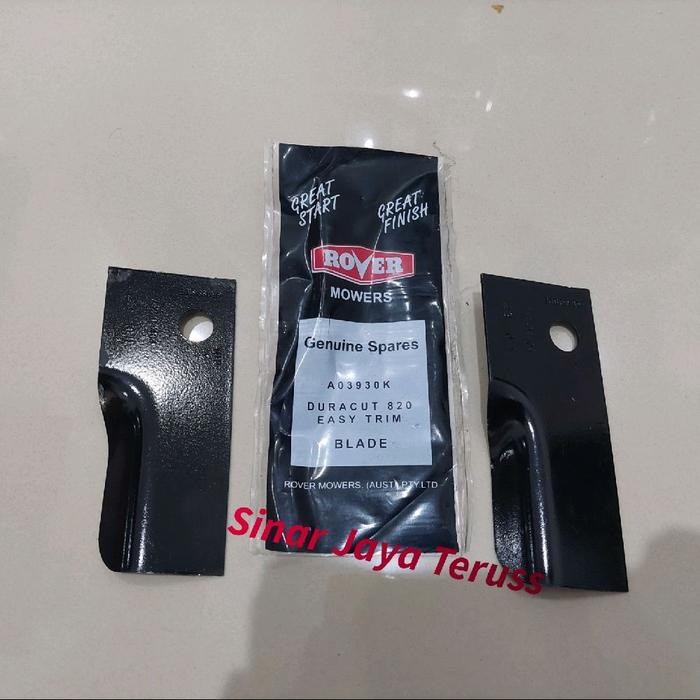 GREAT
START
GREAT
FINISH
ROVER
MOWERS
Genuine Spares
A03930K
DURACUT 820
EASY TRIM
BLADE
ROVER MOWERS. (AUST) PTY LTD
Sinar Jaya Teruss